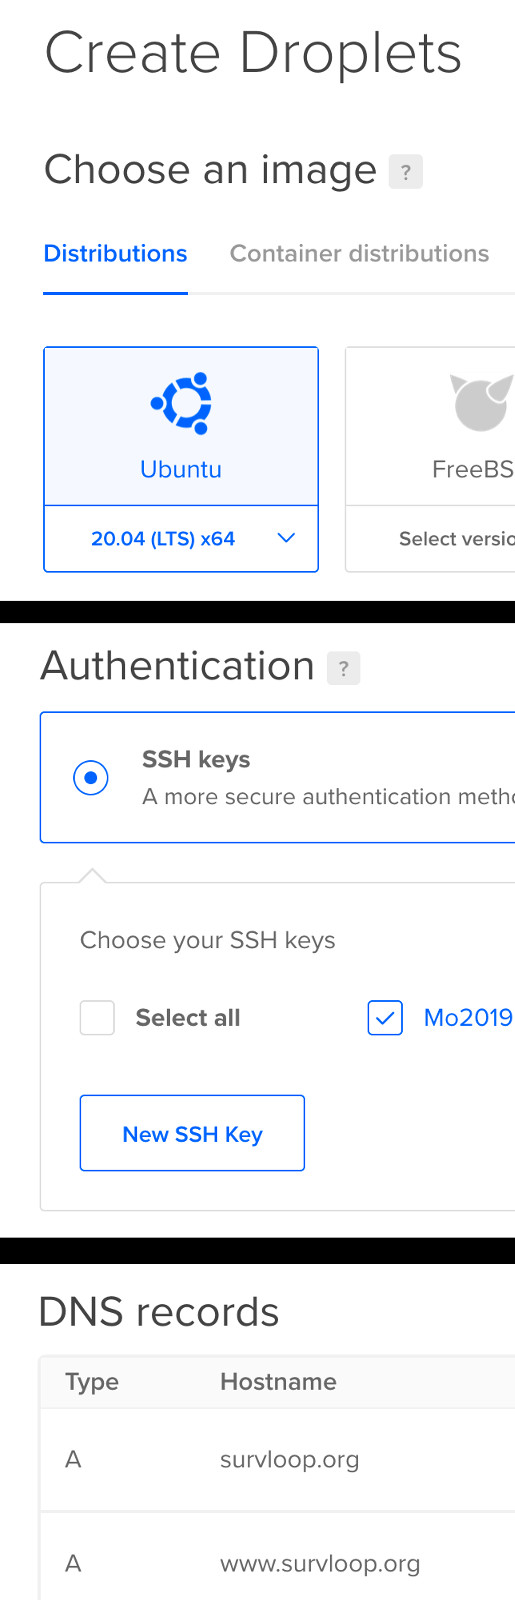 Create Droplets
Choose an image ?
Distributions Container distributions
Ubuntu FreeBS
20.04 (LTS) x64 Select versio
Authentication ?
SSH keys
A more secure authentication metho
Choose your SSH keys
Select all Mo2019
New SSH Key
DNS records
Type Hostname
A survloop.org
A www.survloop.org